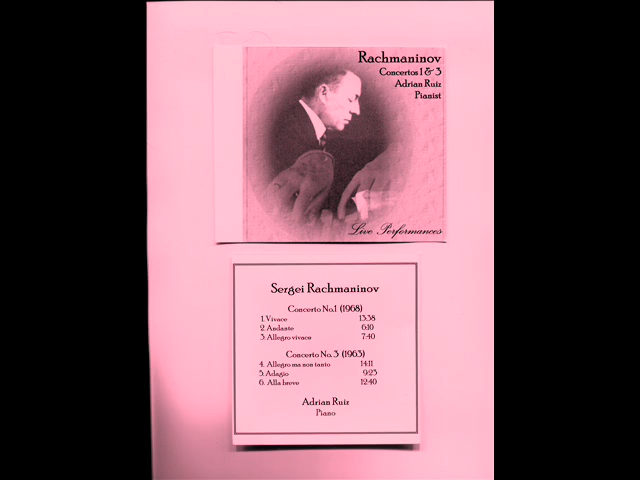 Rachmaninov
Concertos 1 & 3
Adrian Ruiz
Pianist
Live Performances
Sergei Rachmaninov
Concerto No.1 (1968)
1. Vivace 13:38
2. Andante 6:10
3. Allegro vivace 7:40
Concerto No. 3 (1963)
4. Allegro ma non tanto 14:11
5. Adagio 9:23
6. Alla breve 12:40
Adrian Ruiz
Piano